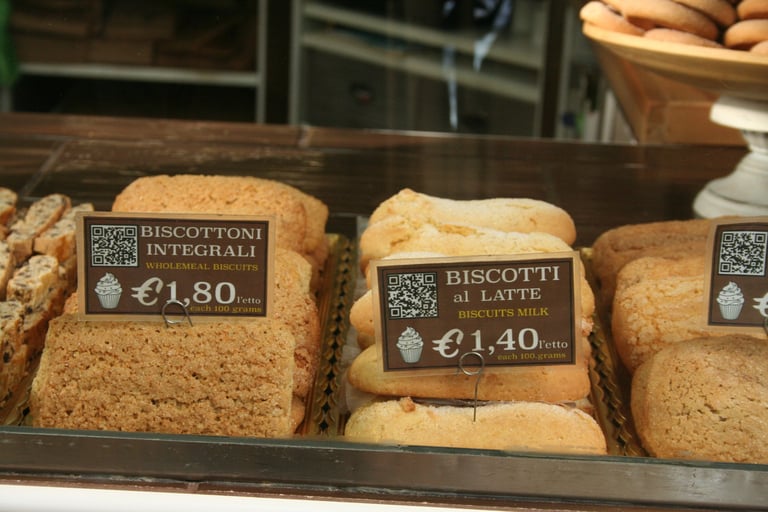 BISCOTTONI
INTEGRALI
WHOLEMEAL BISCUITS
€1,80 l'etto
each 100 grams
BISCOTTI
al LATTE
BISCUITS MILK
€1,40 l'etto
each 100 grams
€